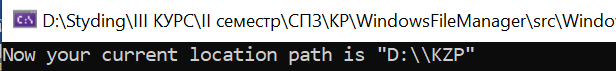 D:\Styding\III КУРС\II семестр\СПЗ\КР\WindowsFileManager\src\Windo
Now your current location path is "D:\\KZP"